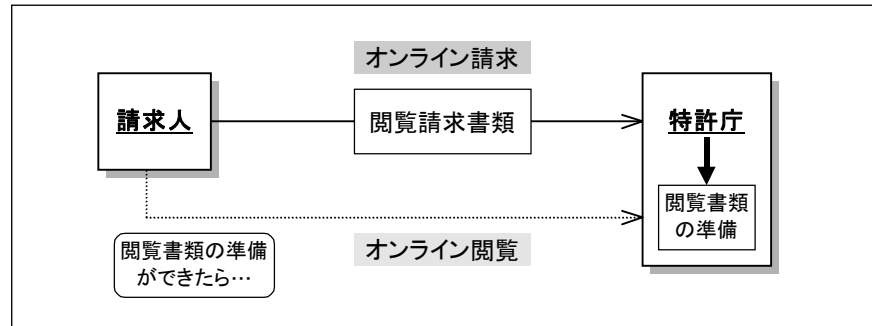 オンライン請求
請求人
閲覧請求書類
特許庁
閲覧書類
の準備
閲覧書類の準備
ができたら…
オンライン閲覧